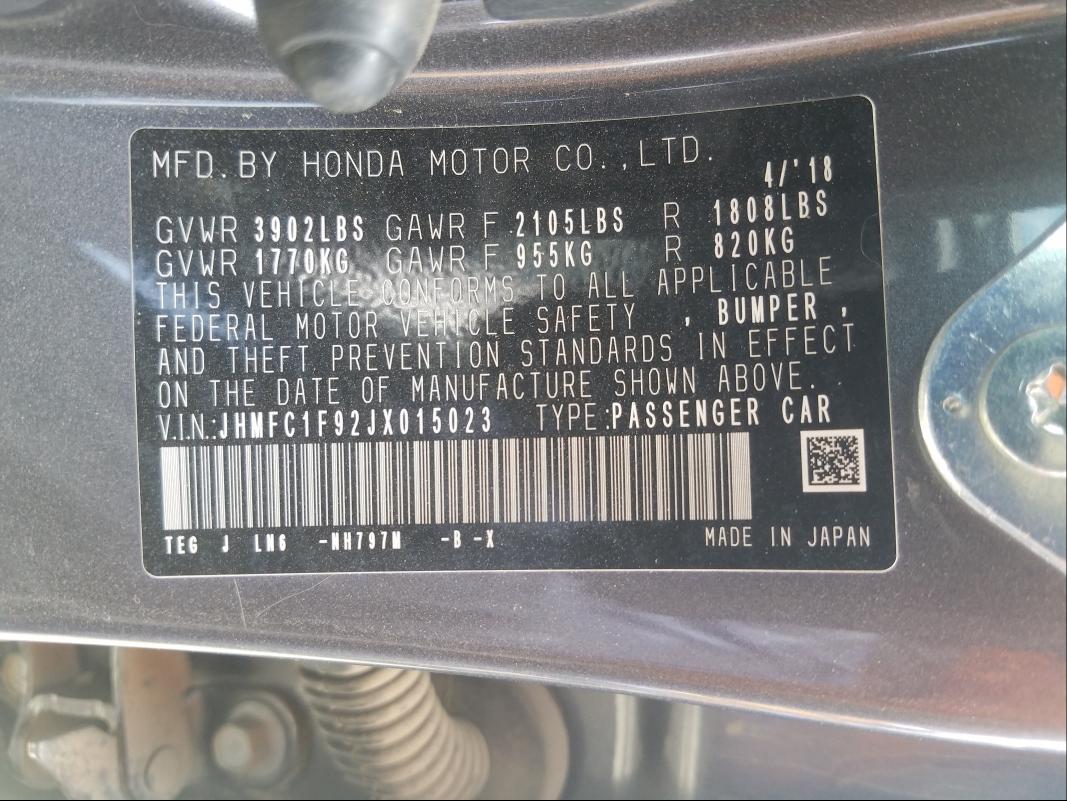 MFD. BY HONDA MOTOR CO., LTD.
4/'18
GVWR 3902LBS GAWR F 2105LBS R 1808LBS
GVWR 1770KG GAWR F 955KG R 820KG
THIS VEHICLE CONFORMS TO ALL APPLICABLE
FEDERAL MOTOR VEHICLE SAFETY , BUMPER ,
AND THEFT PREVENTION STANDARDS IN EFFECT
ON THE DATE OF MANUFACTURE SHOWN ABOVE.
V.I.N.:JHMFC1F92JX015023 TYPE:PASSENGER CAR
TEG J LN6 -NH797M -B -X MADE IN JAPAN